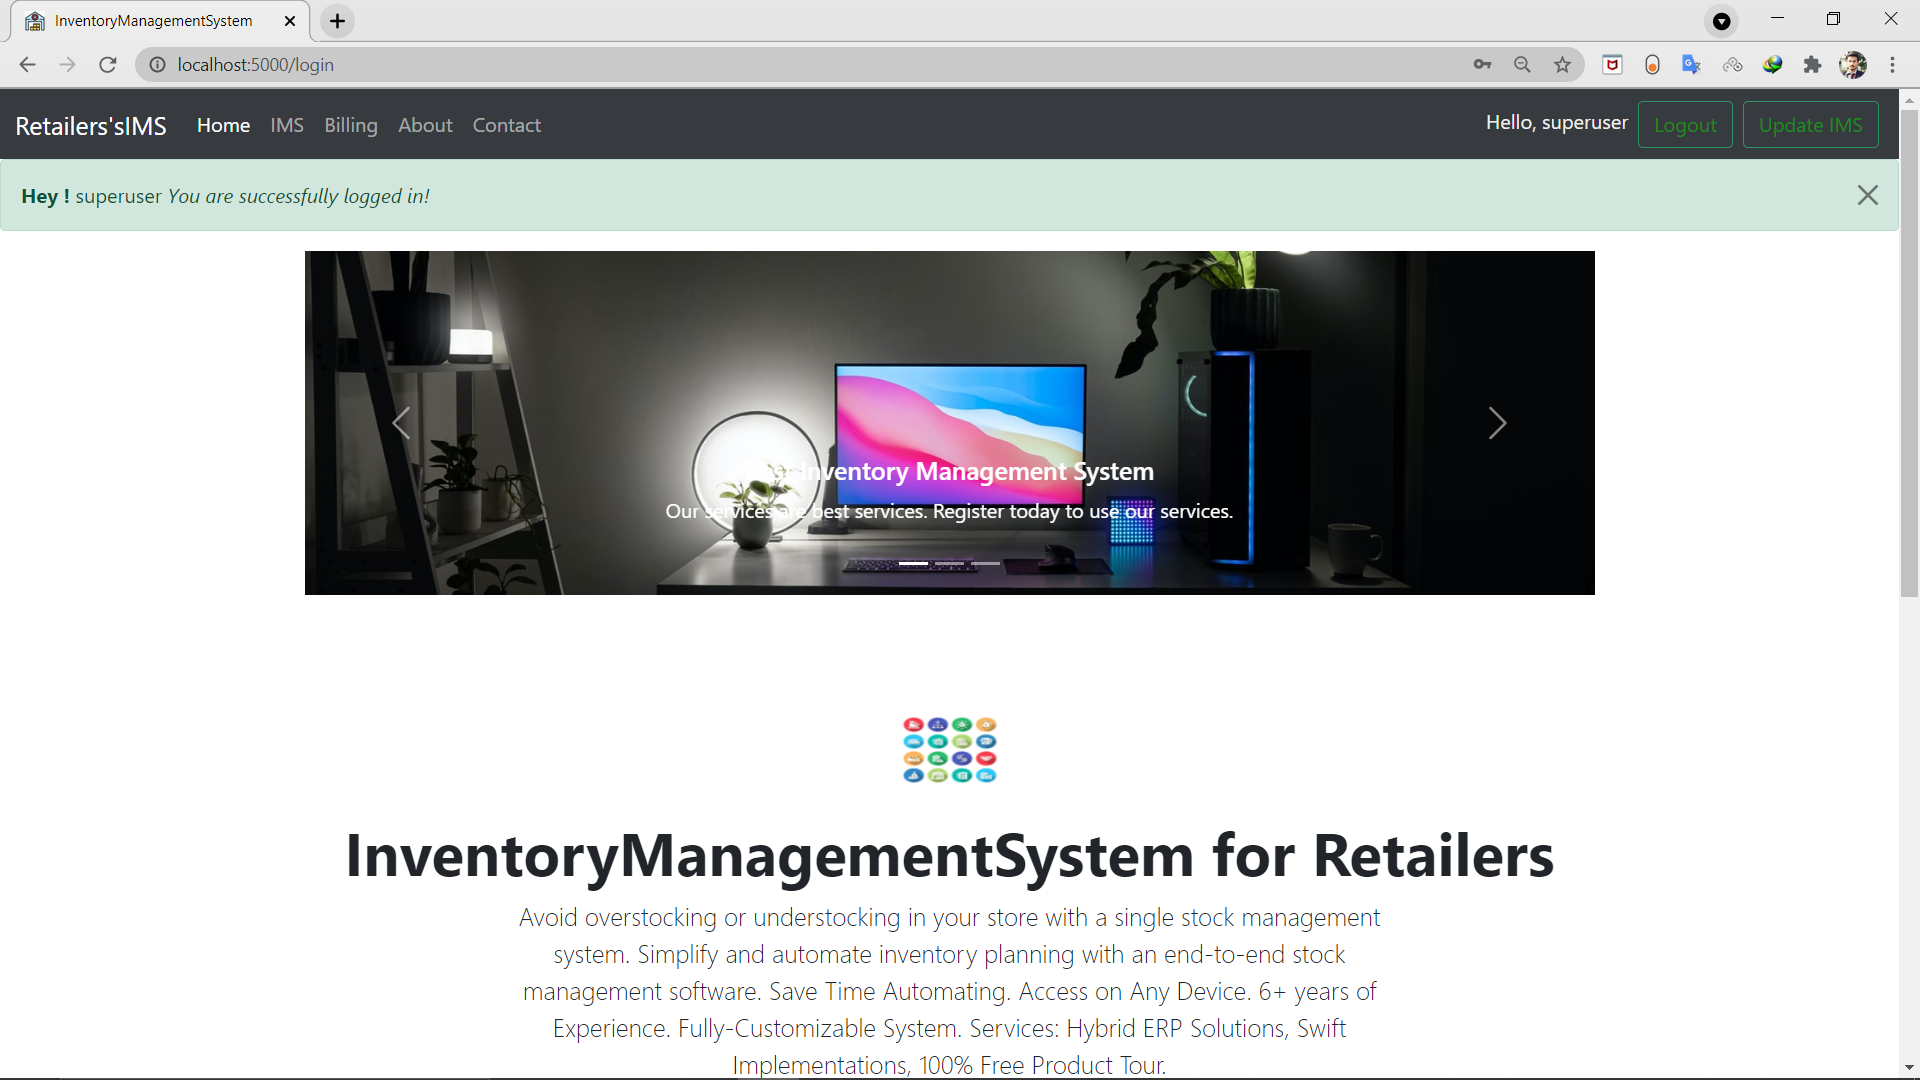 InventoryManagementSystem
localhost:5000/login
Retailers'sIMS Home IMS Billing About Contact Hello, superuser Logout Update IMS
Hey ! superuser You are successfully logged in!
Inventory Management System
Our services are best services. Register today to use our services.
InventoryManagementSystem for Retailers
Avoid overstocking or understocking in your store with a single stock management
system. Simplify and automate inventory planning with an end-to-end stock
management software. Save Time Automating. Access on Any Device. 6+ years of
Experience. Fully-Customizable System. Services: Hybrid ERP Solutions, Swift
Implementations, 100% Free Product Tour.